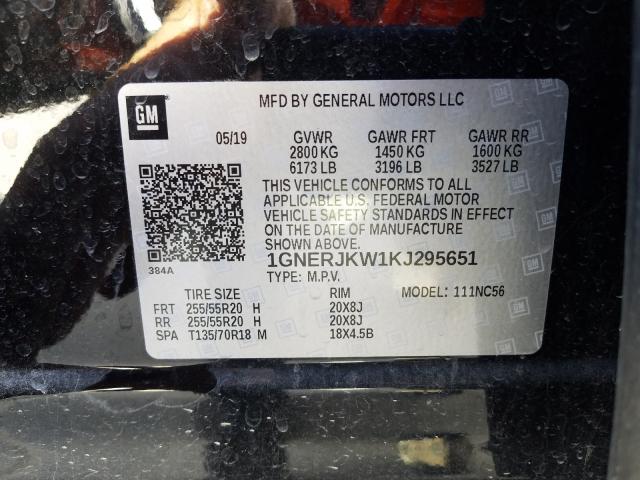 GM
MFD BY GENERAL MOTORS LLC
05/19 GVWR GAWR FRT GAWR RR
2800 KG 1450 KG 1600 KG
6173 LB 3196 LB 3527 LB
THIS VEHICLE CONFORMS TO ALL
APPLICABLE U.S. FEDERAL MOTOR
VEHICLE SAFETY STANDARDS IN EFFECT
ON THE DATE OF MANUFACTURE
SHOWN ABOVE.
384A
1GNERJKW1KJ295651
TYPE: M.P.V.
TIRE SIZE RIM MODEL: 111NC56
FRT 255/55R20 H 20X8J
RR 255/55R20 H 20X8J
SPA T135/70R18 M 18X4.5B